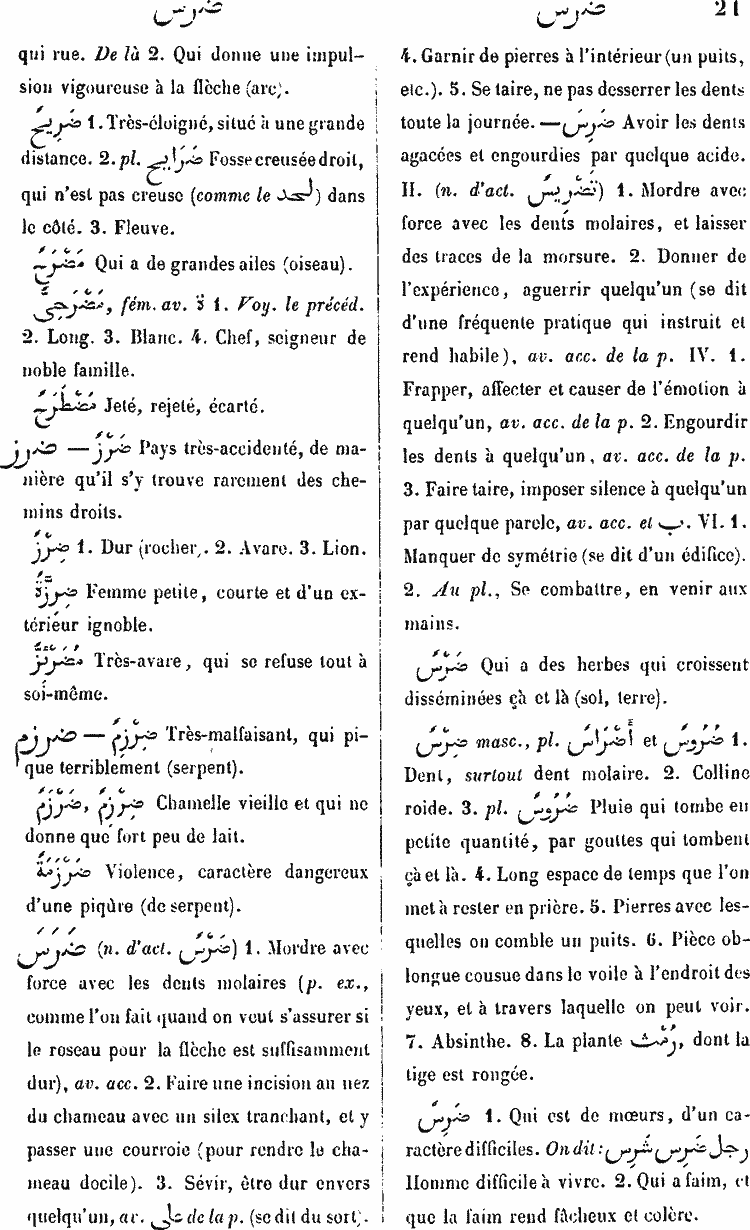 ضرس
ضرس 21
qui rue. De là 2. Qui donne une impul-
sion vigoureuse à la flèche (arc).
ضَرِيحٌ 1. Très-éloigné, situé à une grande
distance. 2. pl. ضَرَايِح Fosse creusée droit,
qui n'est pas creuse (comme le لحد) dans
le côté. 3. Fleuve.
مَضْرَحٌ Qui a de grandes ailes (oiseau).
مَضْرَحِىٌّ, fém. av. ة 1. Voy. le précéd.
2. Long. 3. Blanc. 4. Chef, seigneur de
noble famille.
مُضْطَرَحٌ Jeté, rejeté, écarté.
ضرز — ضَرْزٌ Pays très-accidenté, de ma-
nière qu'il s'y trouve rarement des che-
mins droits.
ضِرِزٌّ 1. Dur (rocher). 2. Avare. 3. Lion.
ضِرِزَّةٌ Femme petite, courte et d'un ex-
térieur ignoble.
مُضْرَئِزٌّ Très-avare, qui se refuse tout à
soi-même.
ضرزم — ضِرْزِمٌ Très-malfaisant, qui pi-
que terriblement (serpent).
ضَرْزَمٌ, ضِرْزِمٌ Chamelle vieille et qui ne
donne que fort peu de lait.
ضَرْزَمَةٌ Violence, caractère dangereux
d'une piqûre (de serpent).
ضَرَسَ (n. d'act. ضَرْسٌ) 1. Mordre avec
force avec les dents molaires (p. ex.,
comme l'on fait quand on veut s'assurer si
le roseau pour la flèche est suffisamment
dur), av. acc. 2. Faire une incision au nez
du chameau avec un silex tranchant, et y
passer une courroie (pour rendre le cha-
meau docile). 3. Sévir, être dur envers
quelqu'un, av. على de la p. (se dit du sort).
4. Garnir de pierres à l'intérieur (un puits,
etc.). 5. Se taire, ne pas desserrer les dents
toute la journée. — ضَرِسَ Avoir les dents
agacées et engourdies par quelque acide.
II. (n. d'act. تَضْرِيسٌ) 1. Mordre avec
force avec les dents molaires, et laisser
des traces de la morsure. 2. Donner de
l'expérience, aguerrir quelqu'un (se dit
d'une fréquente pratique qui instruit et
rend habile), av. acc. de la p. IV. 1.
Frapper, affecter et causer de l'émotion à
quelqu'un, av. acc. de la p. 2. Engourdir
les dents à quelqu'un, av. acc. de la p.
3. Faire taire, imposer silence à quelqu'un
par quelque parole, av. acc. et ب. VI. 1.
Manquer de symétrie (se dit d'un édifice).
2. Au pl., Se combattre, en venir aux
mains.
ضَرْسٌ Qui a des herbes qui croissent
disséminées çà et là (sol, terre).
ضِرْسٌ masc., pl. أَضْرَاسٌ et ضُرُوسٌ 1.
Dent, surtout dent molaire. 2. Colline
roide. 3. pl. ضُرُوسٌ Pluie qui tombe en
petite quantité, par gouttes qui tombent
çà et là. 4. Long espace de temps que l'on
met à rester en prière. 5. Pierres avec les-
quelles on comble un puits. 6. Pièce ob-
longue cousue dans le voile à l'endroit des
yeux, et à travers laquelle on peut voir.
7. Absinthe. 8. La plante رِمْث, dont la
tige est rongée.
ضَرِسٌ 1. Qui est de mœurs, d'un ca-
ractère difficiles. On dit: رجل ضَرِس شَرِس
Homme difficile à vivre. 2. Qui a faim, et
que la faim rend fâcheux et colère.